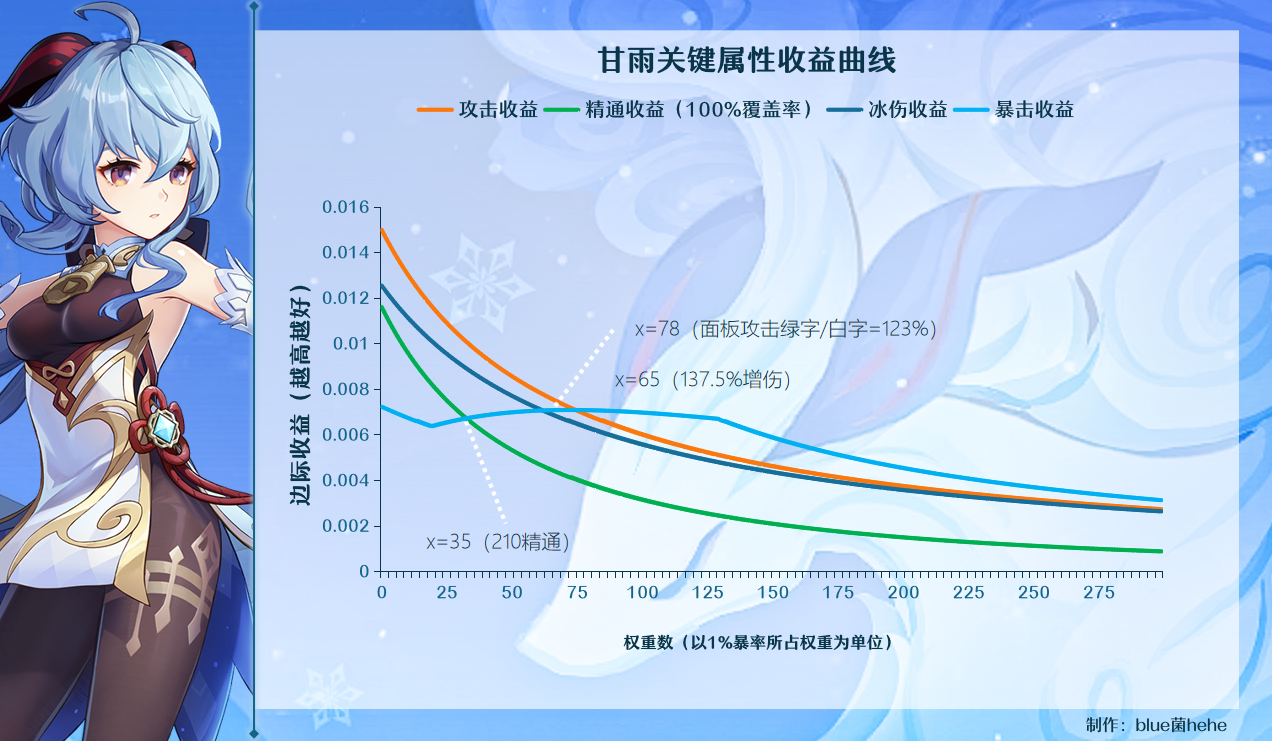 甘雨关键属性收益曲线
攻击收益 精通收益（100%覆盖率） 冰伤收益 暴击收益
边际收益（越高越好）
0.016
0.014
0.012
0.01
0.008
0.006
0.004
0.002
0
x=78（面板攻击绿字/白字=123%）
x=65（137.5%增伤）
x=35（210精通）
0 25 50 75 100 125 150 175 200 225 250 275
权重数（以1%暴率所占权重为单位）
制作：blue菌hehe